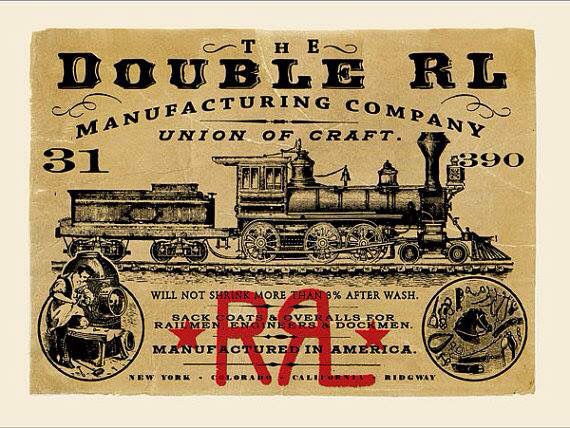 THE
DOUBLE RL
MANUFACTURING COMPANY
UNION OF CRAFT.
31
390
WILL NOT SHRINK MORE THAN 3% AFTER WASH.
SACK COATS & OVERALLS FOR
RAILMEN, ENGINEERS & DOCKMEN.
RRL
MANUFACTURED IN AMERICA.
NEW YORK - COLORADO - CALIFORNIA - RIDGWAY